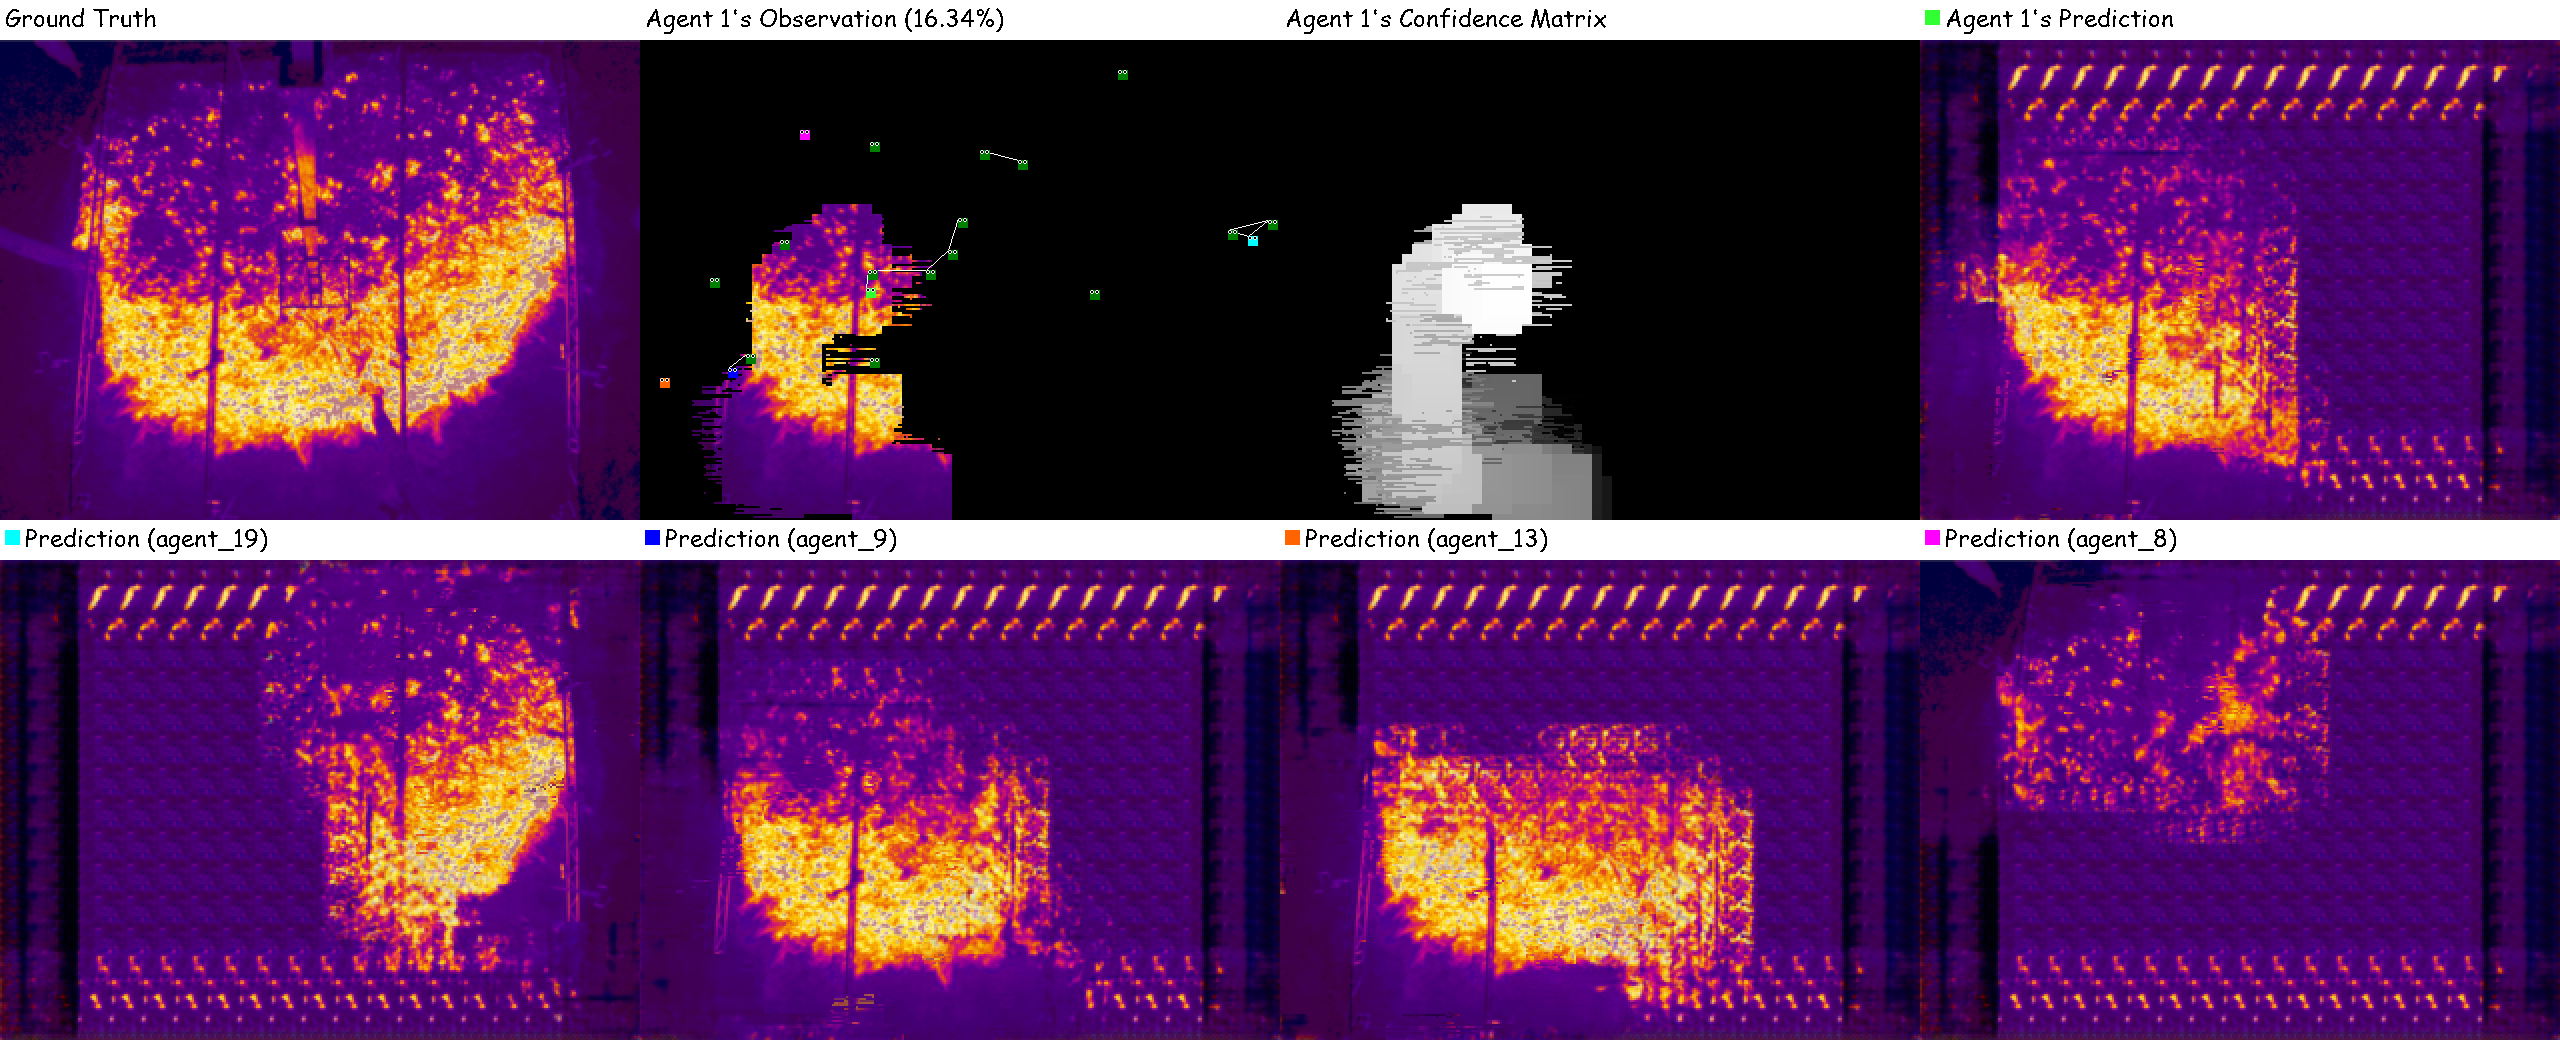 Ground Truth
Agent 1's Observation (16.34%)
Agent 1's Confidence Matrix
Agent 1's Prediction
Prediction (agent_19)
Prediction (agent_9)
Prediction (agent_13)
Prediction (agent_8)